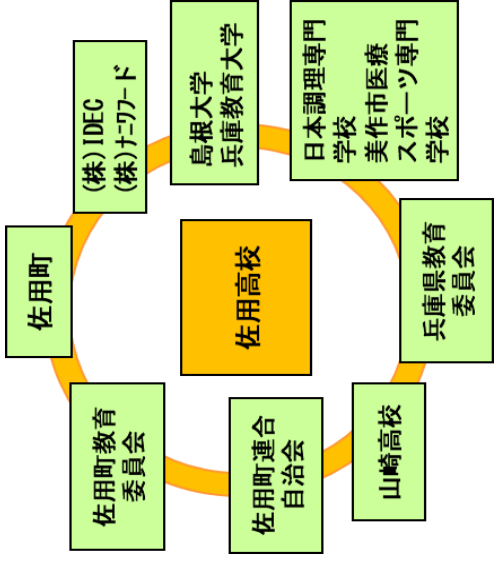 佐用町
佐用町教育
委員会
(株)IDEC
(株)ﾅﾆﾜﾌｰﾄﾞ
島根大学
兵庫教育大学
佐用高校
佐用町連合
自治会
日本調理専門
学校
美作市医療
スポーツ専門
学校
山崎高校
兵庫県教育
委員会